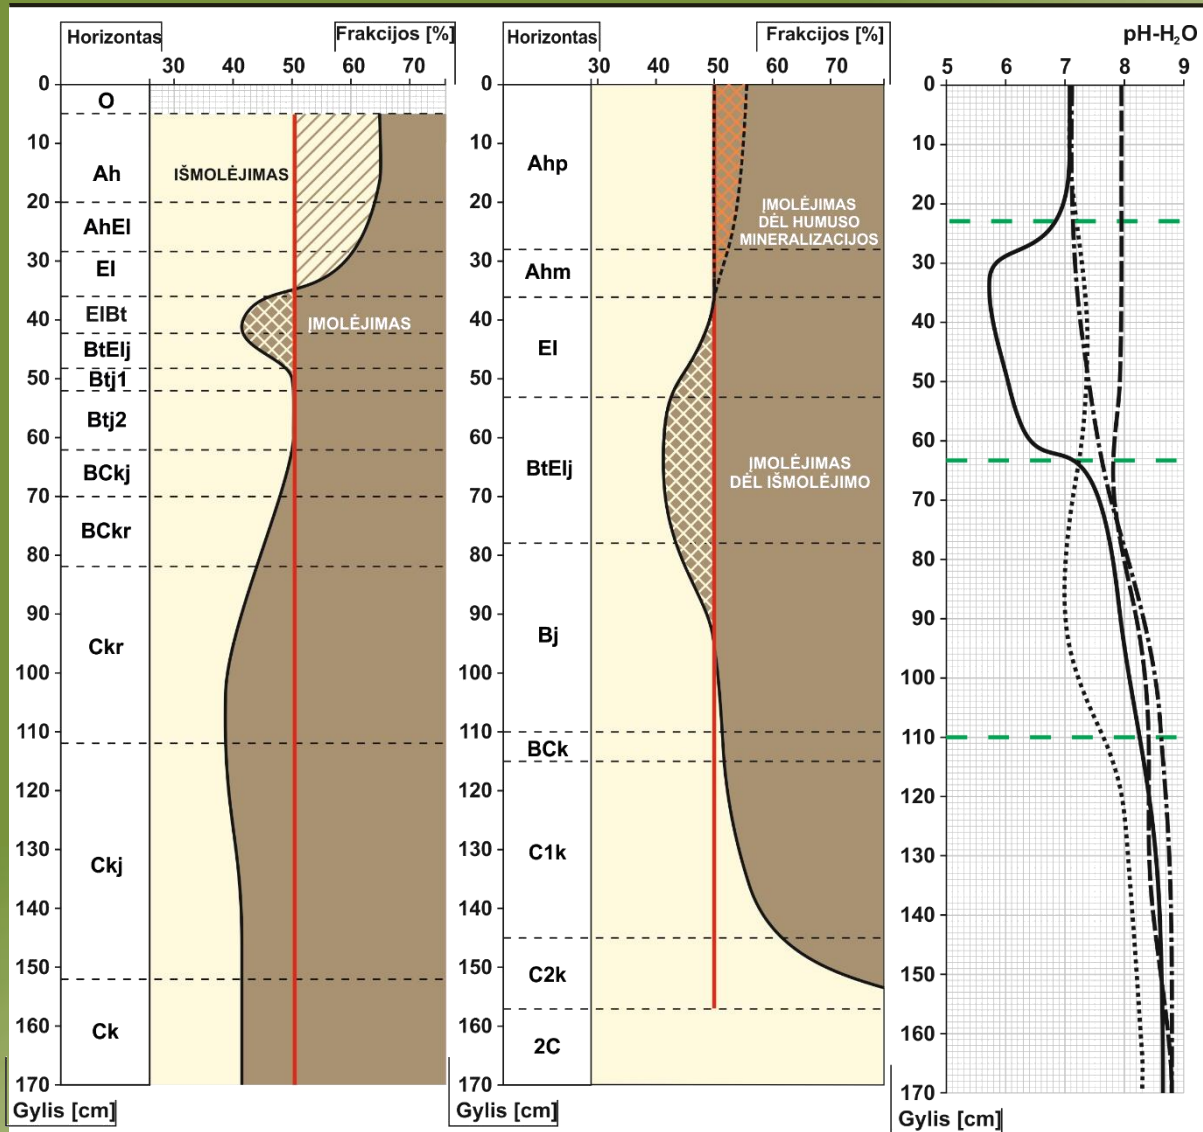 Horizontas
Frakcijos [%]
30 40 50 60 70
0
10
20
30
40
50
60
70
80
90
100
110
120
130
140
150
160
170
O
Ah
AhEl
El
ElBt
BtElj
Btj1
Btj2
BCkj
BCkr
Ckr
Ckj
Ck
IŠMOLĖJIMAS
ĮMOLĖJIMAS
Gylis [cm]
Horizontas
Frakcijos [%]
30 40 50 60 70
0
10
20
30
40
50
60
70
80
90
100
110
120
130
140
150
160
170
Ahp
Ahm
El
BtElj
Bj
BCk
C1k
C2k
2C
ĮMOLĖJIMAS
DĖL HUMUSO
MINERALIZACIJOS
ĮMOLĖJIMAS
DĖL IŠMOLĖJIMO
Gylis [cm]
pH-H₂O
5 6 7 8 9
0
10
20
30
40
50
60
70
80
90
100
110
120
130
140
150
160
170
Gylis [cm]